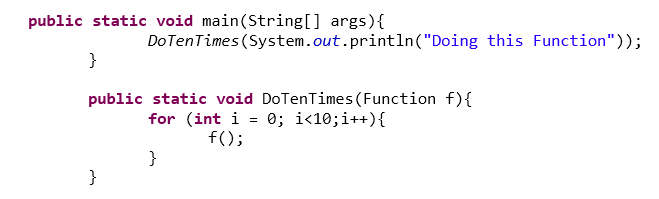 public static void main(String[] args){
DoTenTimes(System.out.println("Doing this Function"));
}
public static void DoTenTimes(Function f){
for (int i = 0; i<10;i++){
f();
}
}